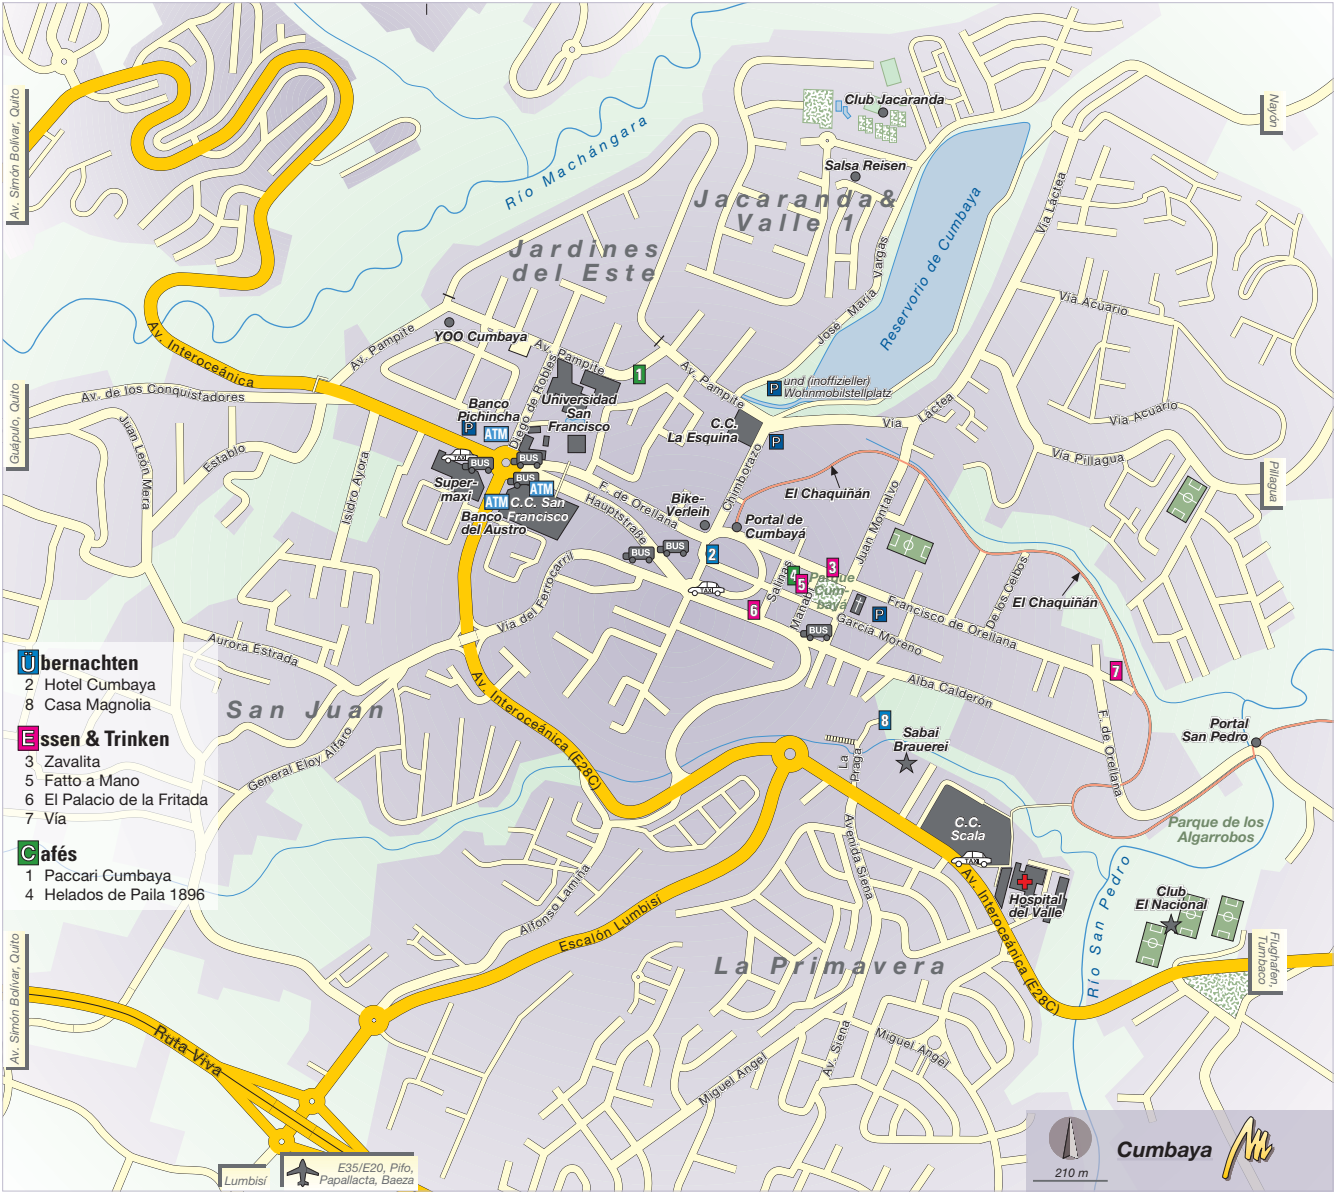 Av. Simón Bolívar, Quito
Nayón
Club Jacaranda
Salsa Reisen
Río Machángara
Jacaranda &
Valle 1
Jardines
del Este
Vía Láctea
José María Vargas
Reservorio de Cumbaya
Vía Acuario
Av. Interoceánica
Av. Pampite
YOO Cumbaya
Av. Pampite
Av. Pampite
1
P
und (inoffizieller)
Wohnmobilstellplatz
Guápulo, Quito
Av. de los Conquistadores
Juan León Mera
Establo
Isidro Ayora
Banco
Pichincha
P
ATM
Diego de Robles
Universidad
San
Francisco
C.C.
La Esquina
P
Vía Láctea
Vía Acuario
Vía Pillagua
Pillagua
TAXI
BUS
BUS
BUS
Super-
maxi
ATM
ATM
C.C. San
Francisco
Banco
del Austro
F. de Orellana
Hauptstraße
Chimborazo
Bike-
Verleih
El Chaquiñán
Portal de
Cumbayá
Juan Montalvo
BUS
BUS
2
TAXI
Salinas
4
5
3
Manabí
Parque
Cum-
bayá
6
P
BUS
García Moreno
Francisco de Orellana
De los Ceibos
El Chaquiñán
Vía del Ferrocarril
Aurora Estrada
7
Alba Calderón
Übernachten
2 Hotel Cumbaya
8 Casa Magnolia
Essen & Trinken
3 Zavalita
5 Fatto a Mano
6 El Palacio de la Fritada
7 Vía
Cafés
1 Paccari Cumbaya
4 Helados de Paila 1896
San Juan
General Eloy Alfaro
Av. Interoceánica (E28C)
8
Sabai
Brauerei
La
Praga
F. de Orellana
Portal
San Pedro
Parque de los
Algarrobos
C.C.
Scala
TAXI
Avenida Siena
Alfonso Lamiña
Escalón Lumbisí
Av. Interoceánica (E28C)
Hospital
del Valle
Río San Pedro
Club
El Nacional
Flughafen,
Tumbaco
La Primavera
Av. Simón Bolívar, Quito
Ruta Viva
Miguel Angel
Av. Siena
Miguel Angel
Lumbisí
E35/E20, Pifo,
Papallacta, Baeza
210 m
Cumbaya